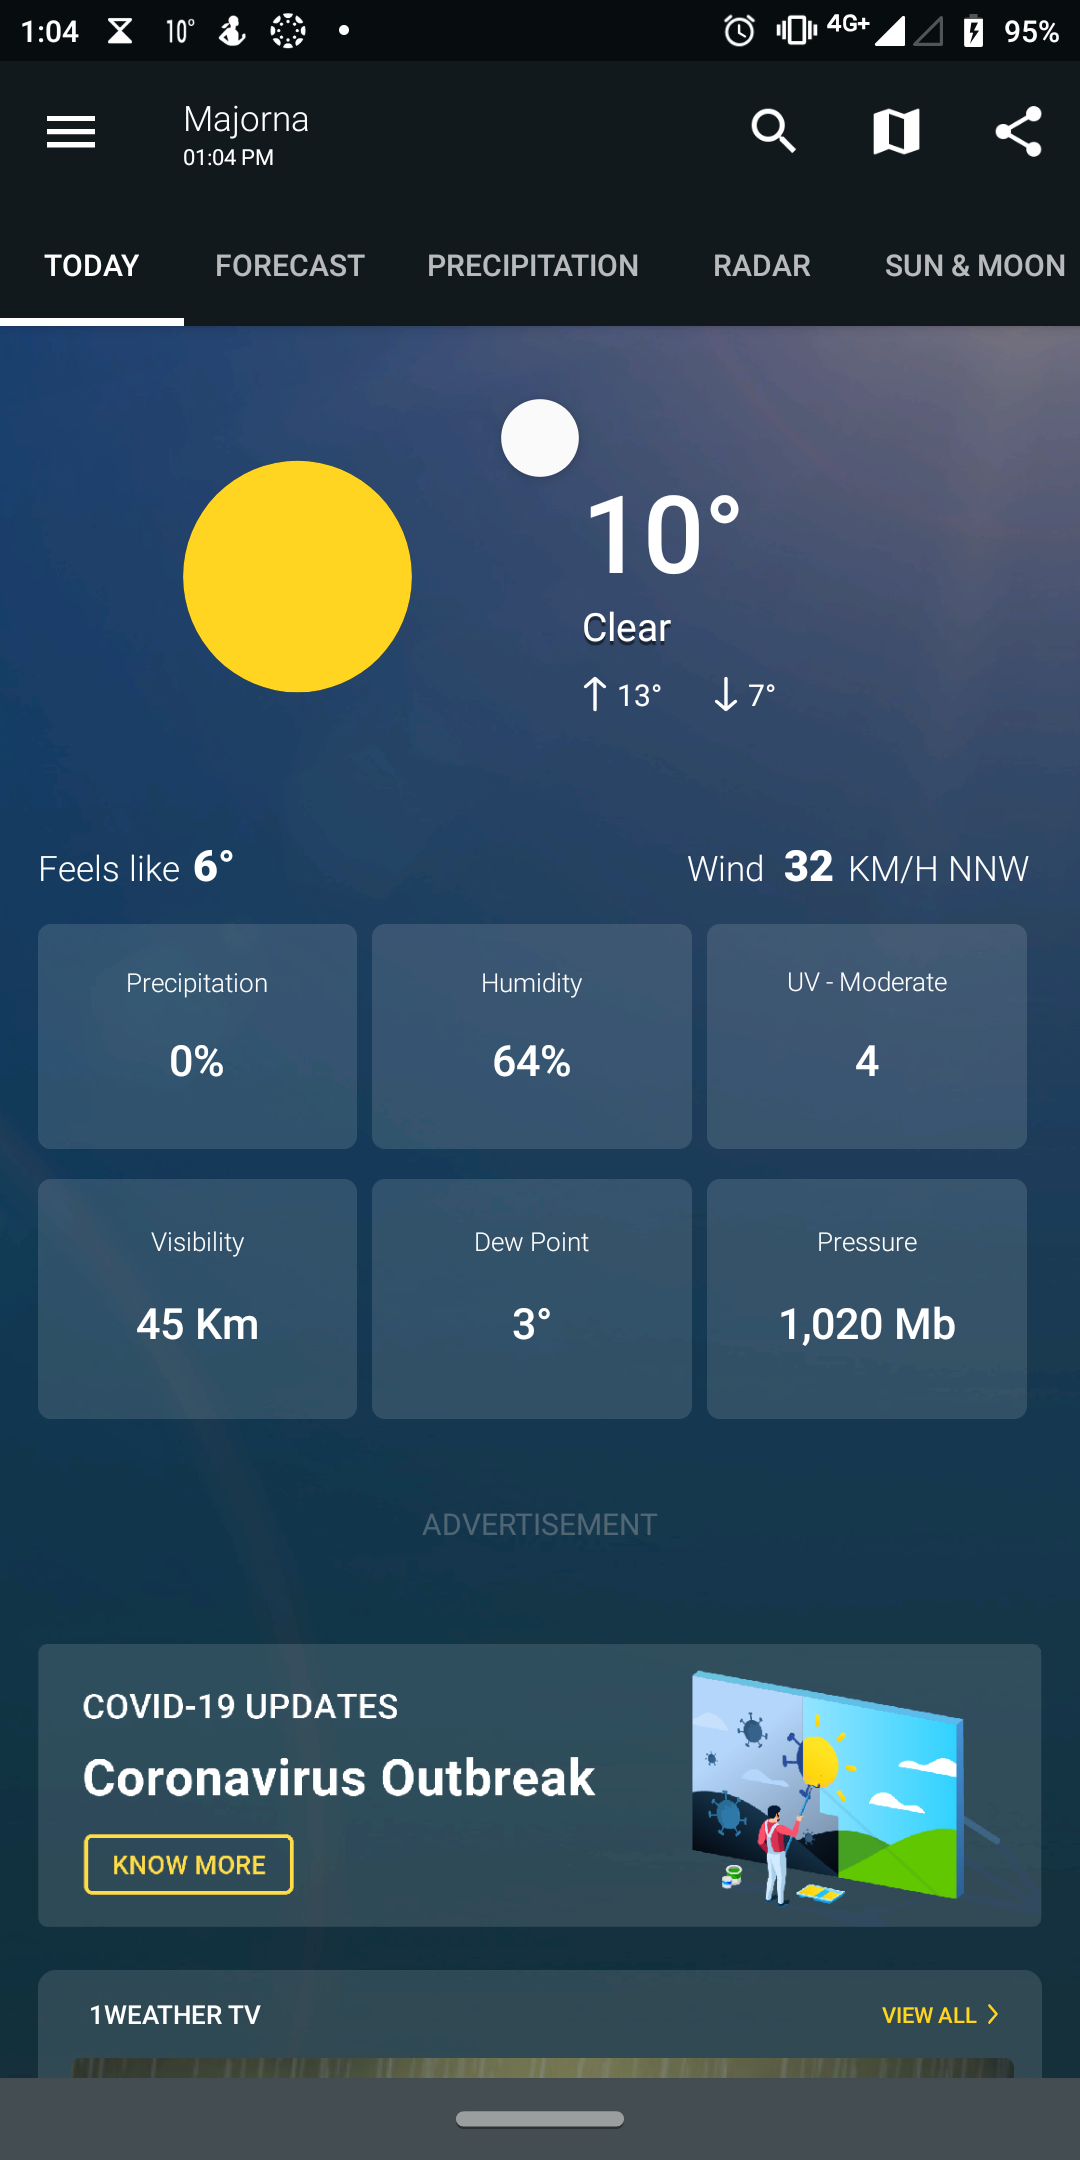 1:04 10° 4G+ 95%
Majorna
01:04 PM
TODAY FORECAST PRECIPITATION RADAR SUN & MOON
10°
Clear
↑ 13° ↓ 7°
Feels like 6° Wind 32 KM/H NNW
Precipitation Humidity UV - Moderate
0% 64% 4
Visibility Dew Point Pressure
45 Km 3° 1,020 Mb
ADVERTISEMENT
COVID-19 UPDATES
Coronavirus Outbreak
KNOW MORE
1WEATHER TV VIEW ALL